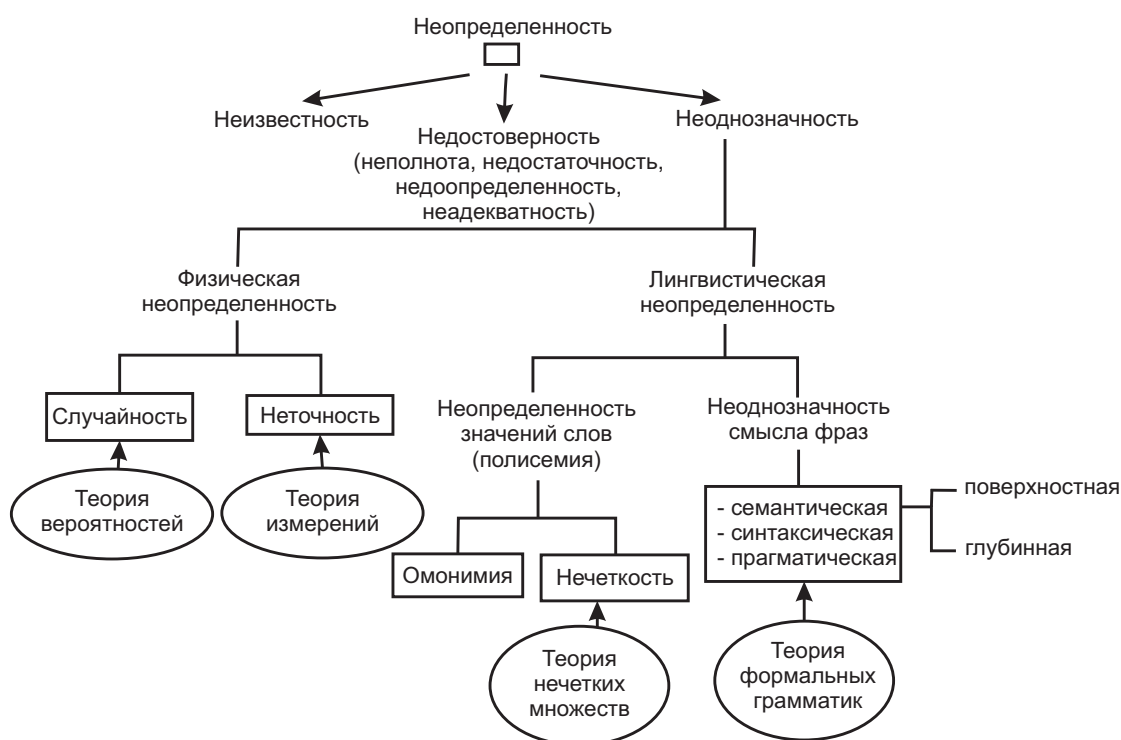 Неопределенность
Неизвестность
Недостоверность
(неполнота, недостаточность,
недоопределенность,
неадекватность)
Неоднозначность
Физическая
неопределенность
Лингвистическая
неопределенность
Случайность
Неточность
Теория
вероятностей
Теория
измерений
Неопределенность
значений слов
(полисемия)
Неоднозначность
смысла фраз
Омонимия
Нечеткость
- семантическая
- синтаксическая
- прагматическая
поверхностная
глубинная
Теория
нечетких
множеств
Теория
формальных
грамматик